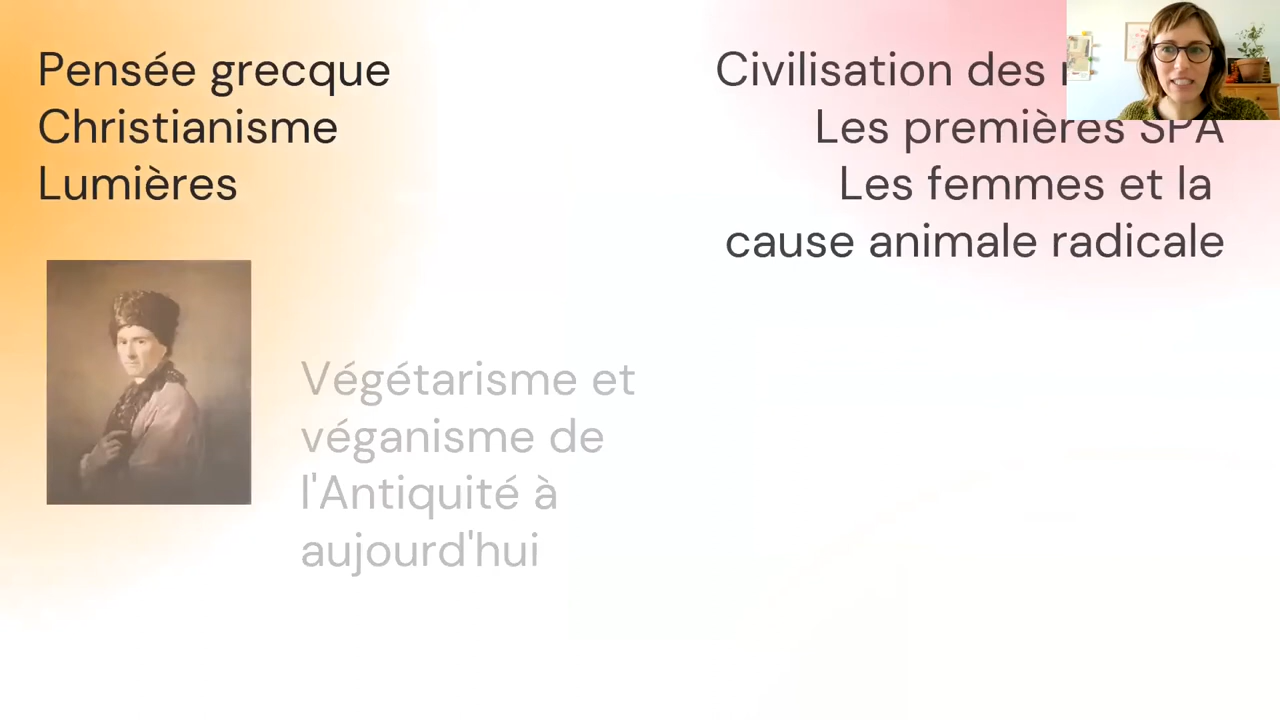 Pensée grecque
Christianisme
Lumières
Civilisation des
Les premières SPA
Les femmes et la
cause animale radicale
Végétarisme et
véganisme de
l'Antiquité à
aujourd'hui